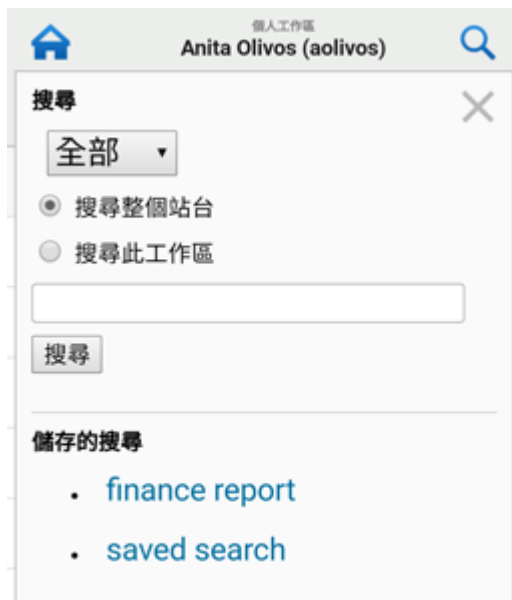 個人工作區
Anita Olivos (aolivos)
搜尋
全部
搜尋整個站台
搜尋此工作區
搜尋
儲存的搜尋
finance report
saved search